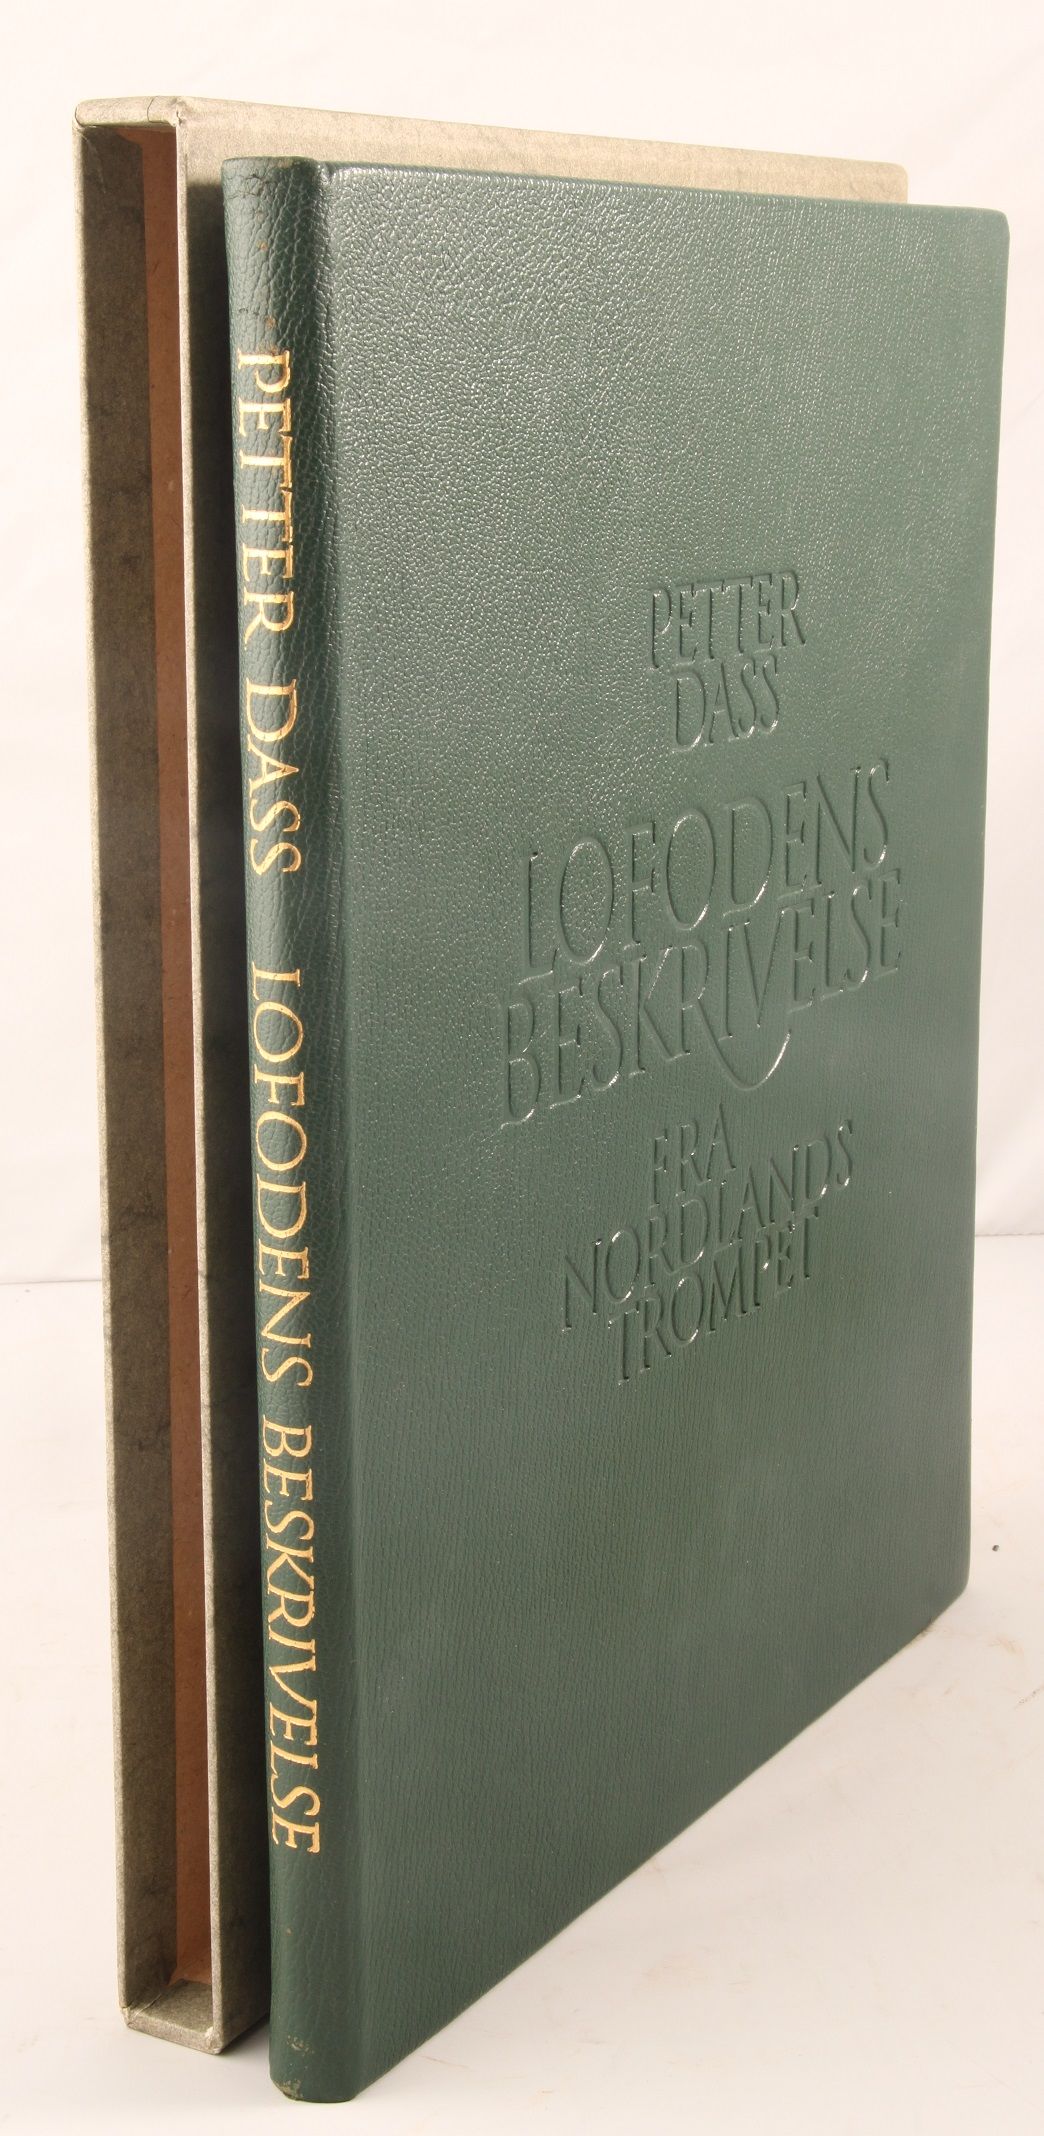 PETTER DASS LOFODENS BESKRIVELSE
PETTER
DASS
LOFODENS
BESKRIVELSE
FRA
NORDLANDS
TROMPET